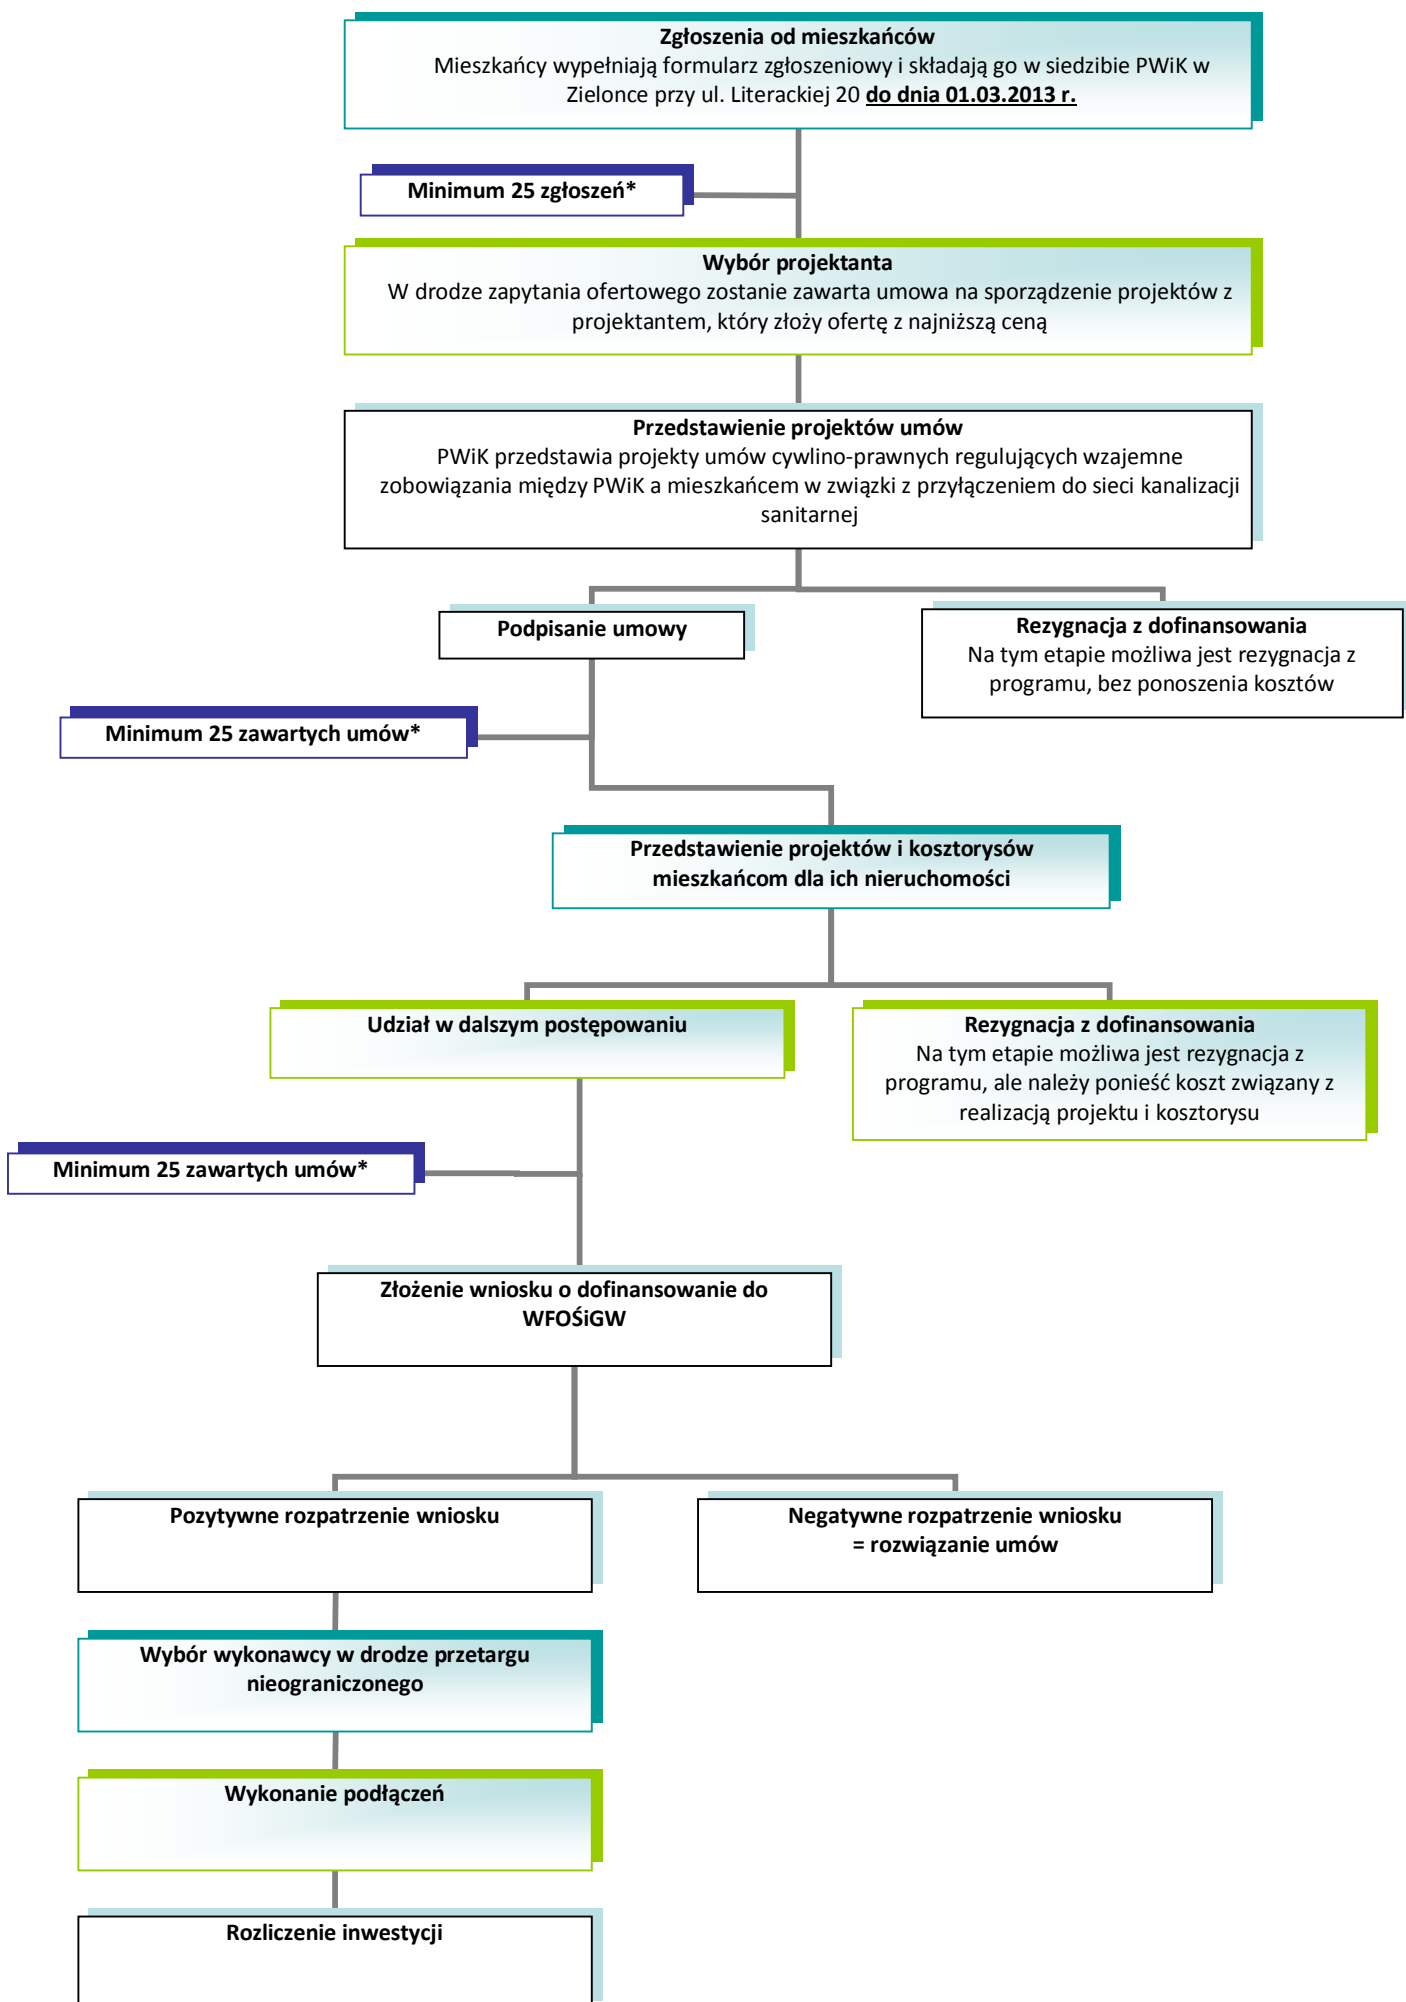 Zgłoszenia od mieszkańców
Mieszkańcy wypełniają formularz zgłoszeniowy i składają go w siedzibie PWiK w
Zielonce przy ul. Literackiej 20 do dnia 01.03.2013 r.
Minimum 25 zgłoszeń*
Wybór projektanta
W drodze zapytania ofertowego zostanie zawarta umowa na sporządzenie projektów z
projektantem, który złoży ofertę z najniższą ceną
Przedstawienie projektów umów
PWiK przedstawia projekty umów cywlino-prawnych regulujących wzajemne
zobowiązania między PWiK a mieszkańcem w związki z przyłączeniem do sieci kanalizacji
sanitarnej
Podpisanie umowy
Rezygnacja z dofinansowania
Na tym etapie możliwa jest rezygnacja z
programu, bez ponoszenia kosztów
Minimum 25 zawartych umów*
Przedstawienie projektów i kosztorysów
mieszkańcom dla ich nieruchomości
Udział w dalszym postępowaniu
Rezygnacja z dofinansowania
Na tym etapie możliwa jest rezygnacja z
programu, ale należy ponieść koszt związany z
realizacją projektu i kosztorysu
Minimum 25 zawartych umów*
Złożenie wniosku o dofinansowanie do
WFOŚiGW
Pozytywne rozpatrzenie wniosku
Negatywne rozpatrzenie wniosku
= rozwiązanie umów
Wybór wykonawcy w drodze przetargu
nieograniczonego
Wykonanie podłączeń
Rozliczenie inwestycji